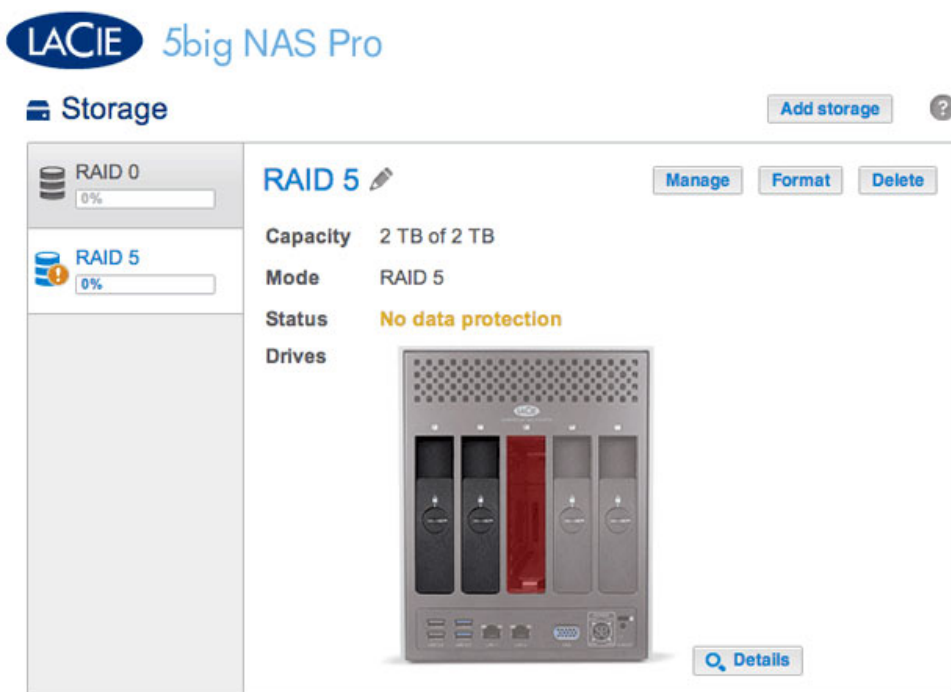 LACIE 5big NAS Pro
Storage
Add storage
?
RAID 0
0%
RAID 5
0%
RAID 5
Manage
Format
Delete
Capacity 2 TB of 2 TB
Mode RAID 5
Status No data protection
Drives
LACIE
Details